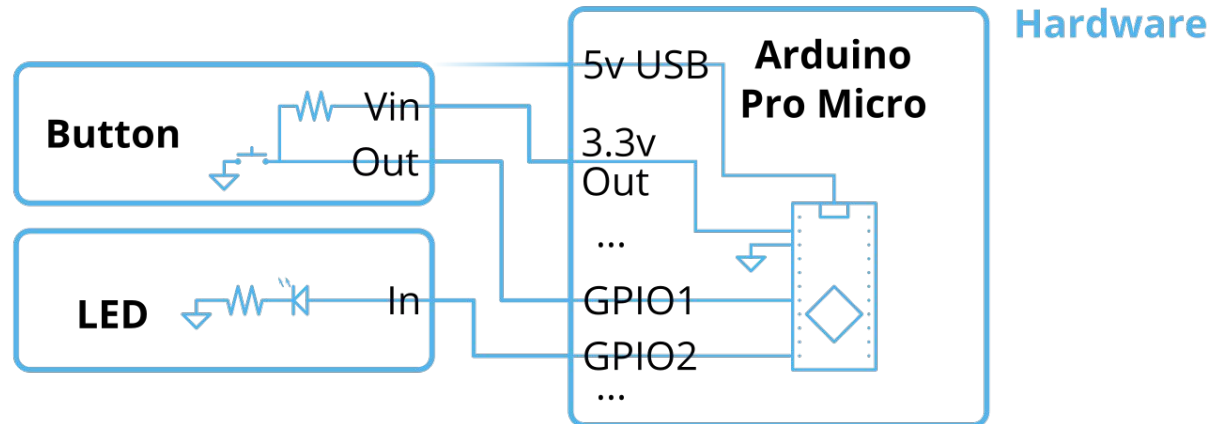 Hardware
Button
Vin
Out
LED
In
Arduino
Pro Micro
5v USB
3.3v
Out
...
GPIO1
GPIO2
...